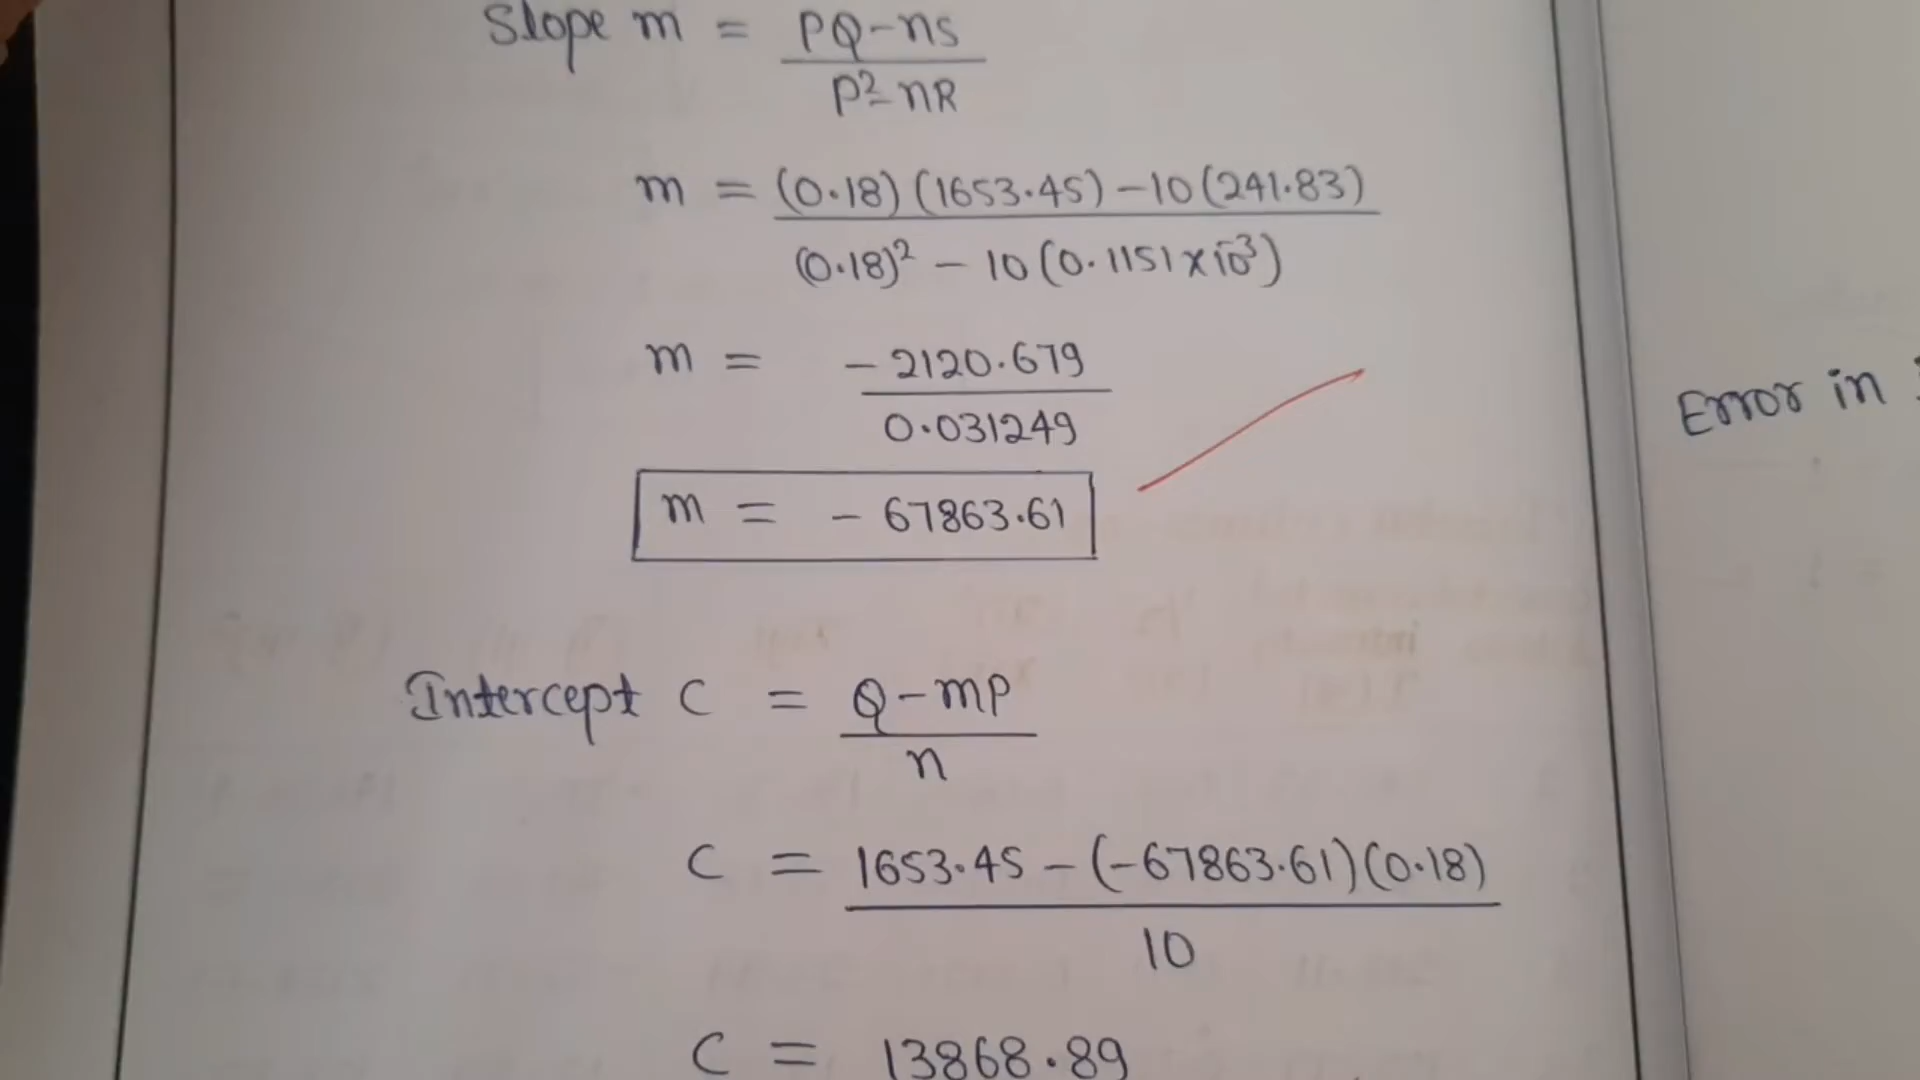 Slope m = PQ-nS
P²-nR
m = (0.18) (1653.45) -10 (241.83)
(0.18)² - 10 (0.1151 x 10⁻³)
m = - 2120.679
0.031249
m = - 67863.61
Error in
Intercept C = Q-mP
n
C = 1653.45 - (-67863.61) (0.18)
10
C = 13868.89